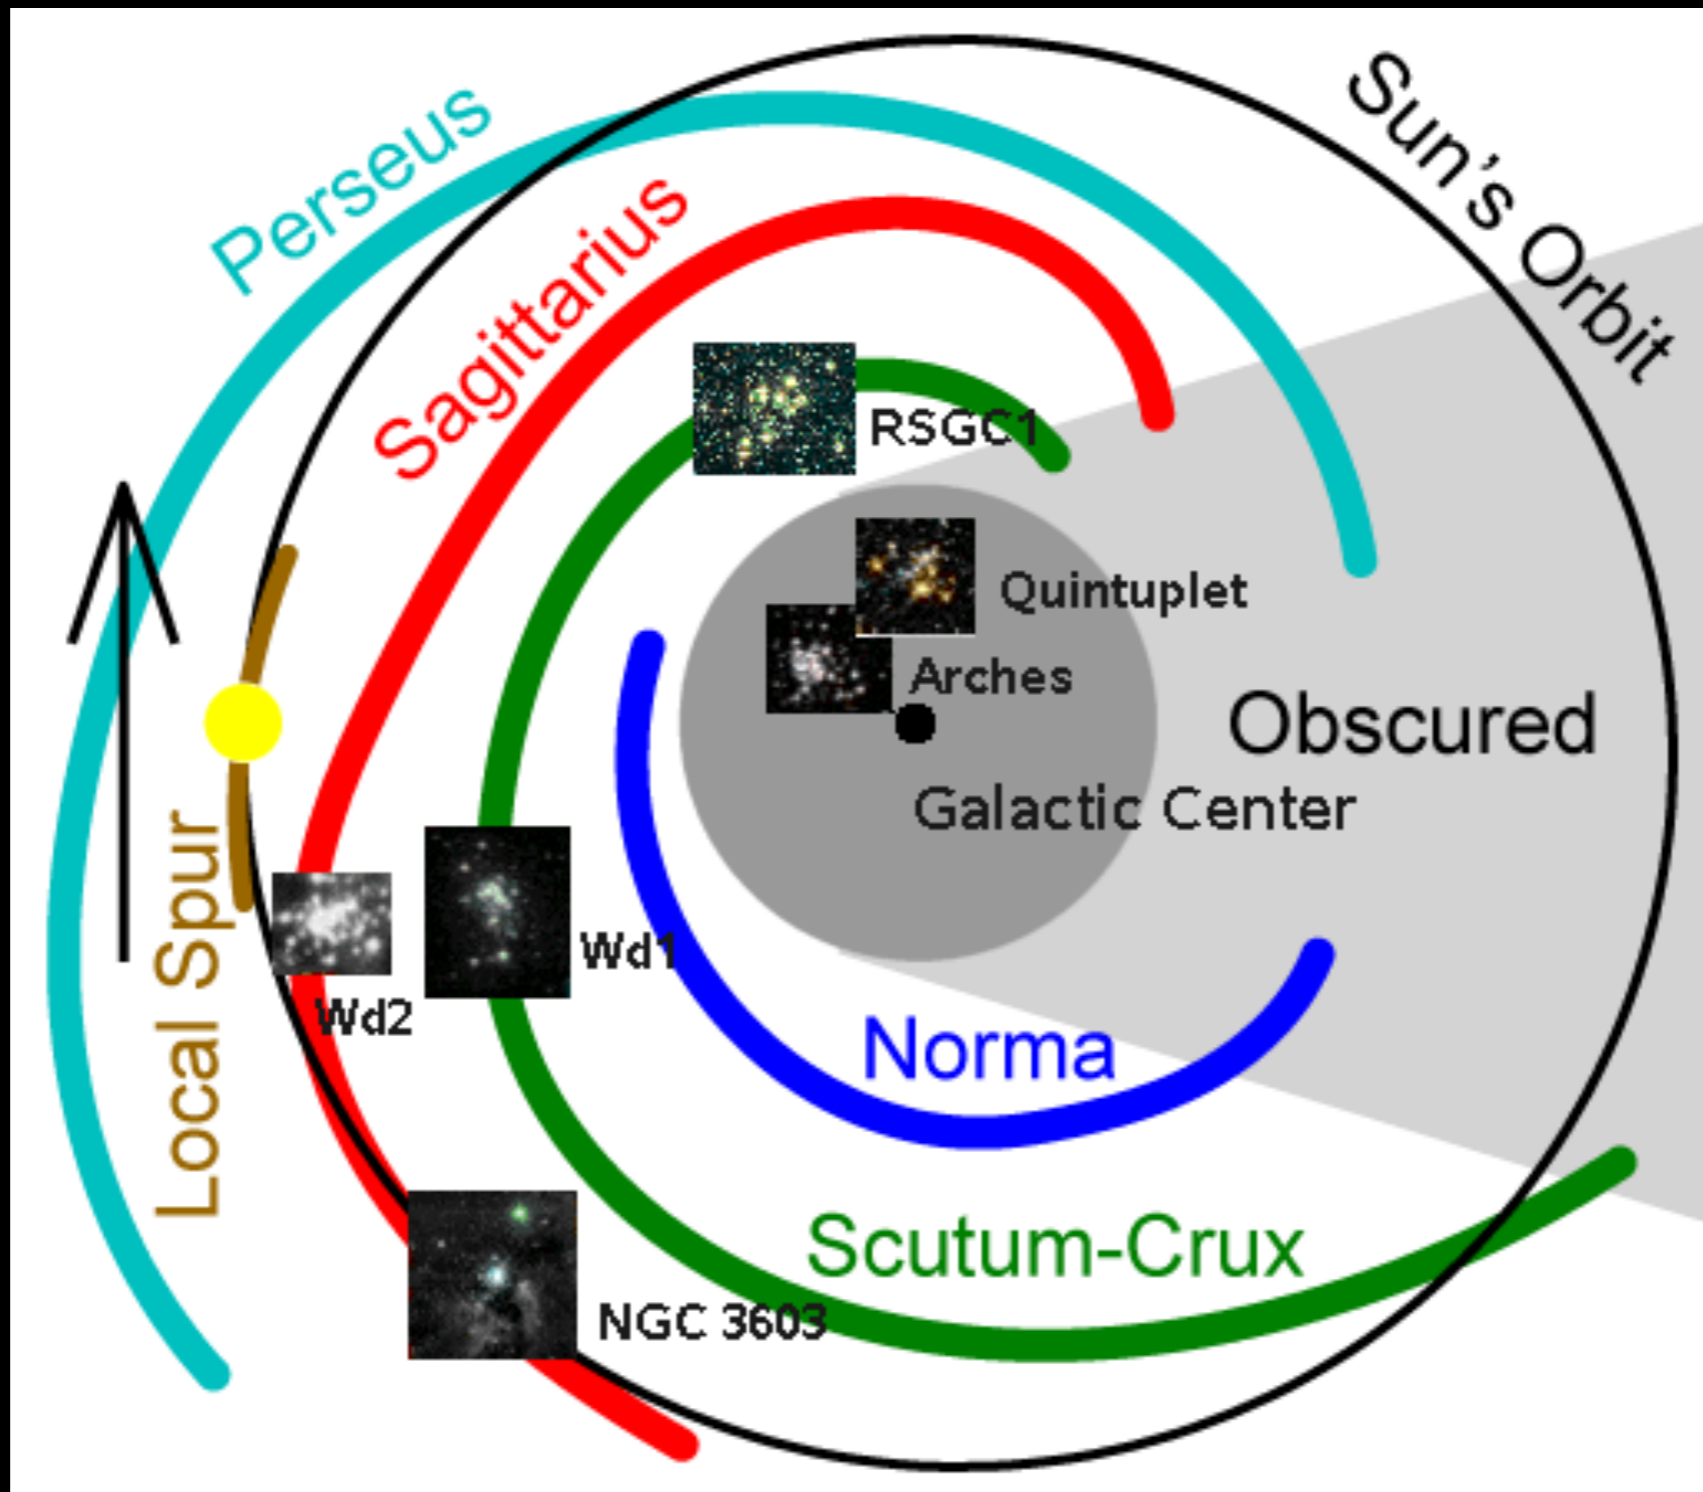 Perseus
Sun's Orbit
Sagittarius
RSGC1
Quintuplet
Arches
Obscured
Galactic Center
Local Spur
Wd1
Wd2
Norma
Scutum-Crux
NGC 3603